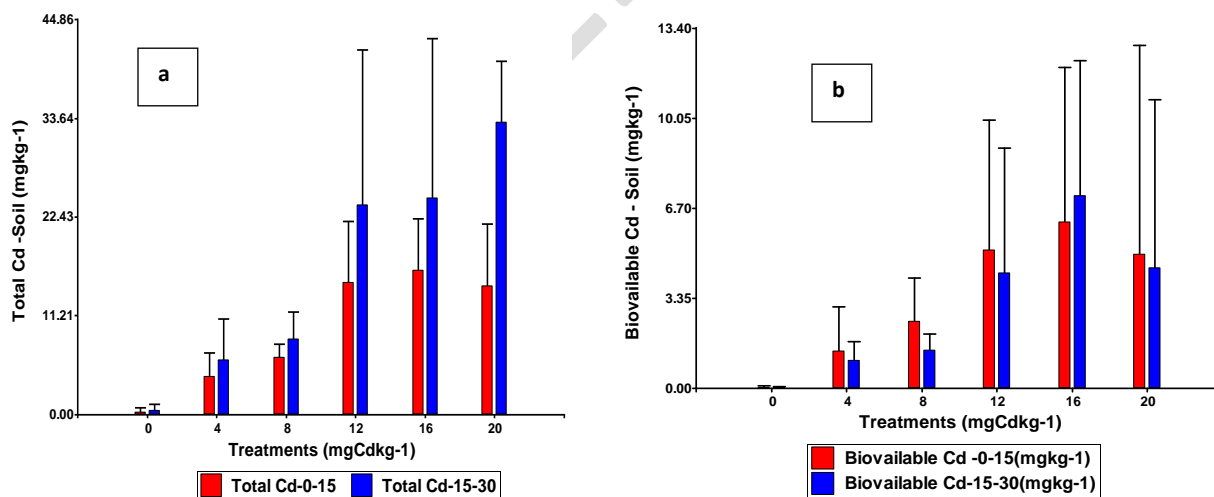 a
Total Cd -Soil (mgkg-1)
44.86
33.64
22.43
11.21
0.00
0 4 8 12 16 20
Treatments (mgCdkg-1)
Total Cd-0-15 Total Cd-15-30
b
Biovailable Cd - Soil (mgkg-1)
13.40
10.05
6.70
3.35
0.00
0 4 8 12 16 20
Treatments (mgCdkg-1)
Biovailable Cd -0-15(mgkg-1)
Biovailable Cd-15-30(mgkg-1)